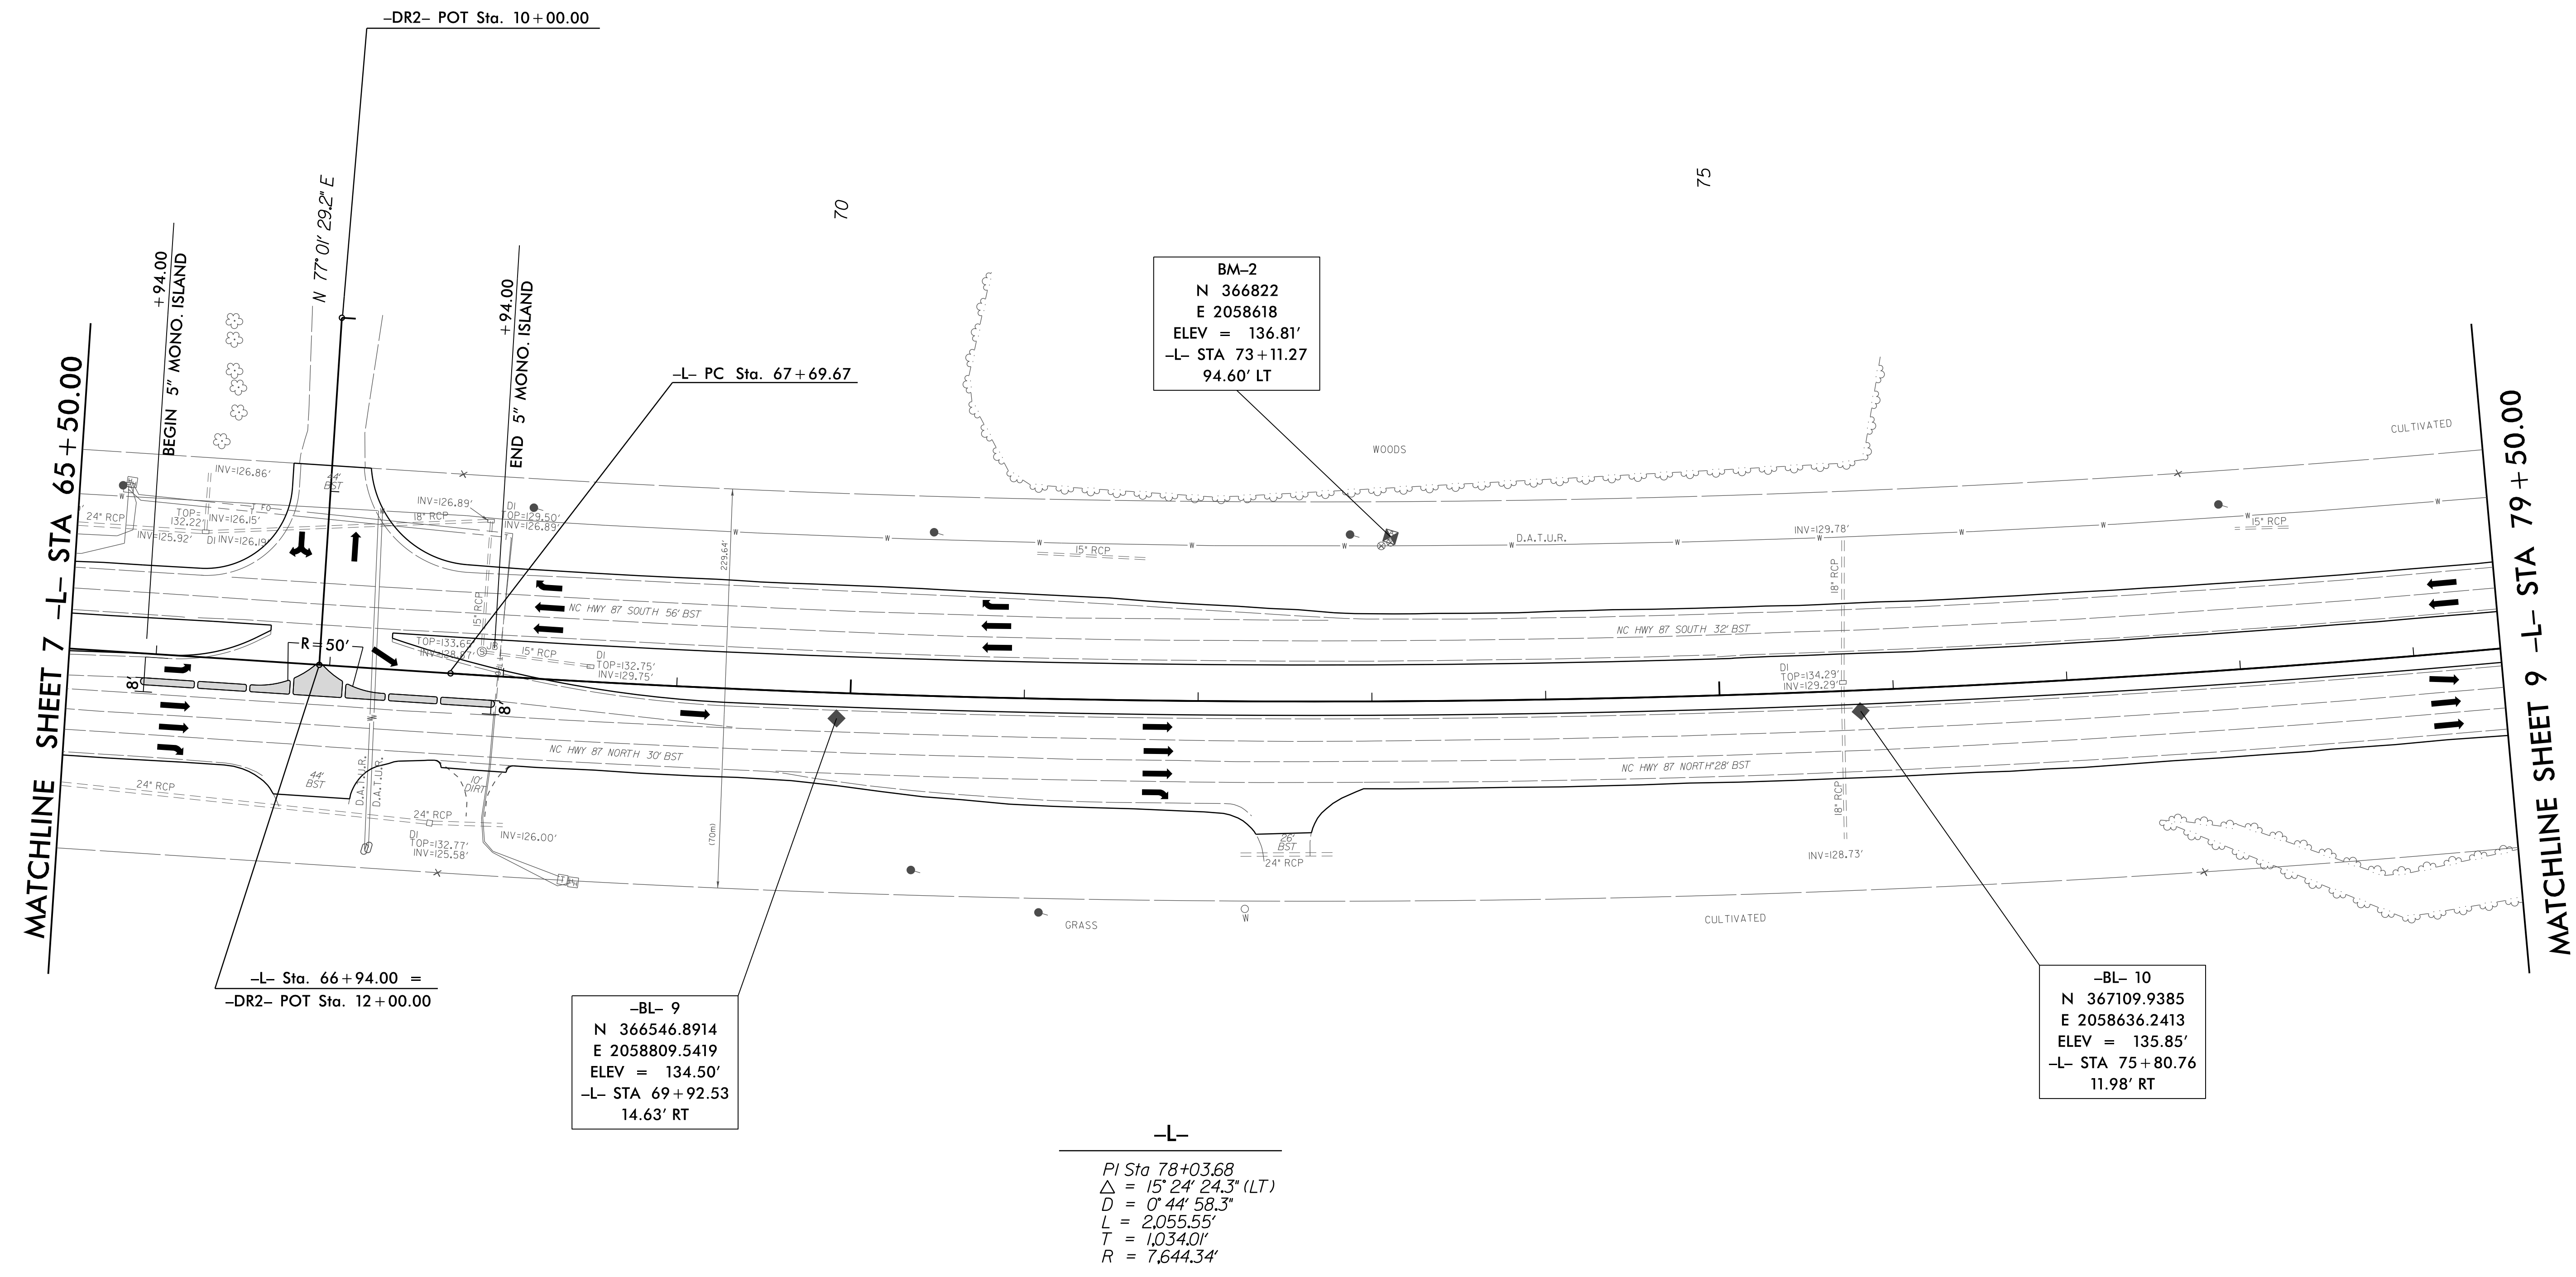 –DR2– POT Sta. 10+00.00
75
70
N 77° 01' 29.2" E
+94.00
BEGIN 5" MONO. ISLAND
+94.00
END 5" MONO. ISLAND
BM–2
N 366822
E 2058618
ELEV = 136.81'
–L– STA 73+11.27
94.60' LT
–L– PC Sta. 67+69.67
MATCHLINE SHEET 7 –L– STA 65+50.00
MATCHLINE SHEET 9 –L– STA 79+50.00
CULTIVATED
WOODS
INV=126.86'
44'
BST
INV=126.89'
DI
TOP=129.50'
INV=126.89'
24" RCP
TOP=
132.22'
INV=126.15'
T FO
18" RCP
INV=125.92'
DI
INV=126.19'
W
W
W
W
W
W
W
W
W
W
W
W
W
15" RCP
D.A.T.U.R.
INV=129.78'
15" RCP
229.64'
(70m)
18" RCP
15" RCP
NC HWY 87 SOUTH 56' BST
NC HWY 87 SOUTH 32' BST
R=50'
TOP=133.65'
INV=128.67'
JB
15" RCP
DI
TOP=132.75'
INV=129.75'
DI
TOP=134.29'
INV=129.29'
8'
8'
NC HWY 87 NORTH 30' BST
NC HWY 87 NORTH 28' BST
44'
BST
D.A.T.U.R.
D.A.T.U.R.
10'
DIRT
24" RCP
24" RCP
DI
TOP=132.77'
INV=125.58'
INV=126.00'
18" RCP
26'
BST
24" RCP
INV=128.73'
W
GRASS
CULTIVATED
–L– Sta. 66+94.00 =
–DR2– POT Sta. 12+00.00
–BL– 9
N 366546.8914
E 2058809.5419
ELEV = 134.50'
–L– STA 69+92.53
14.63' RT
–BL– 10
N 367109.9385
E 2058636.2413
ELEV = 135.85'
–L– STA 75+80.76
11.98' RT
–L–
PI Sta 78+03.68
Δ = 15° 24' 24.3" (LT)
D = 0° 44' 58.3"
L = 2,055.55'
T = 1,034.01'
R = 7,644.34'